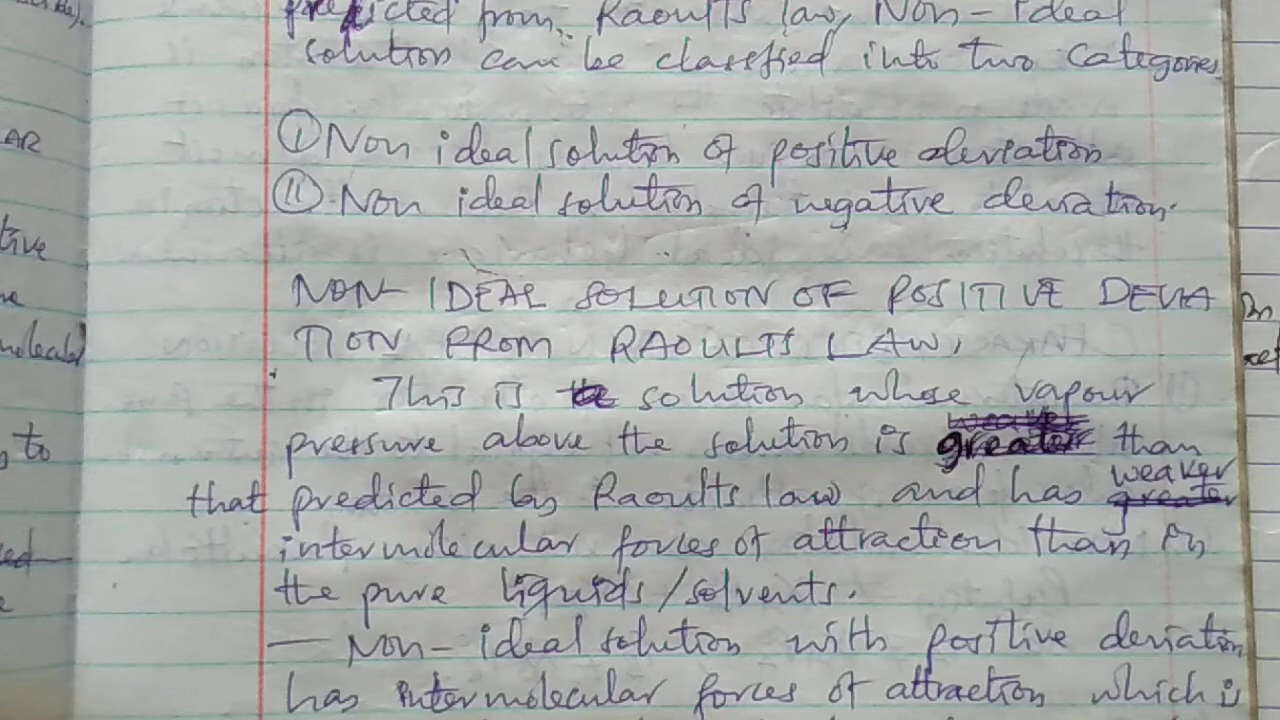 predicted from Raoults law, Non-ideal
solution can be classified into two Categories
(I) Non ideal solution of positive deviation
(II) Non ideal solution of negative deviation.
NON-IDEAL SOLUTION OF POSITIVE DEVIA
TION FROM RAOULTS LAW,
This is solution whose vapour
pressure above the solution is greater than
that predicted by Raoults law and has weaker
intermolecular forces of attraction than in
the pure liquids/solvents.
— Non-ideal solution with positive deviation
has intermolecular forces of attraction which is